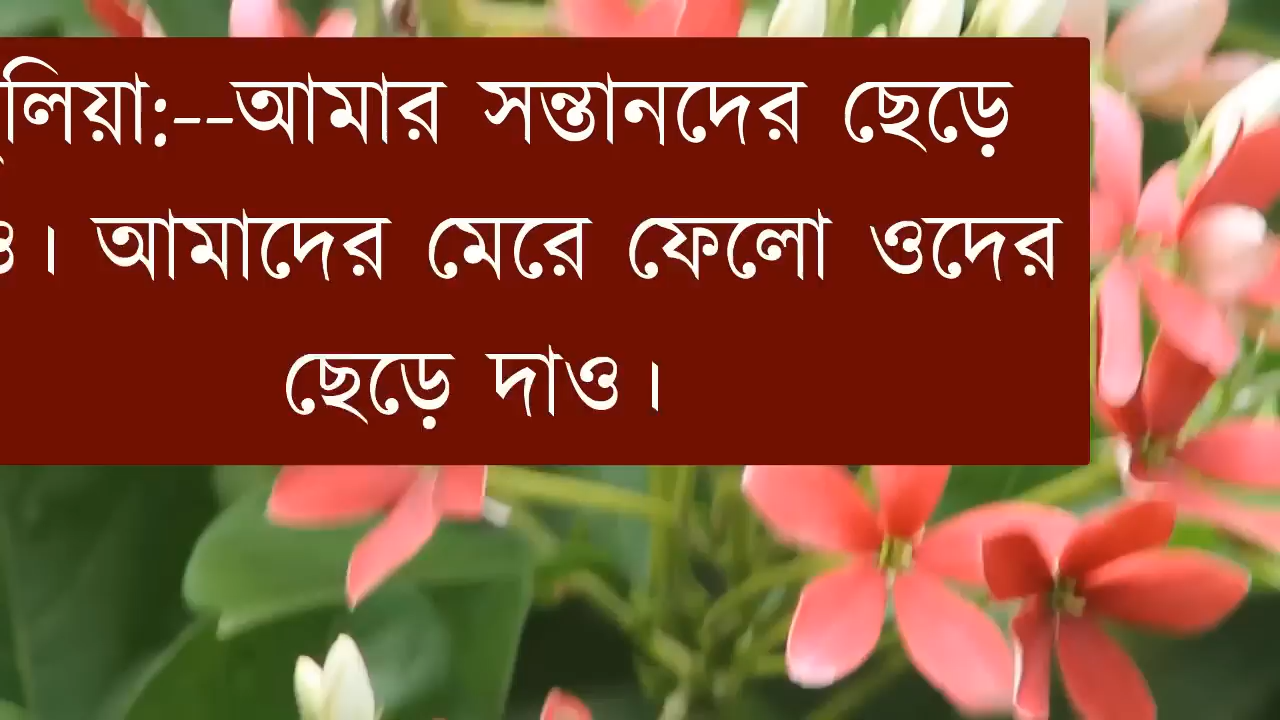 লিয়া:--আমার সন্তানদের ছেড়ে
। আমাদের মেরে ফেলো ওদের
ছেড়ে দাও।